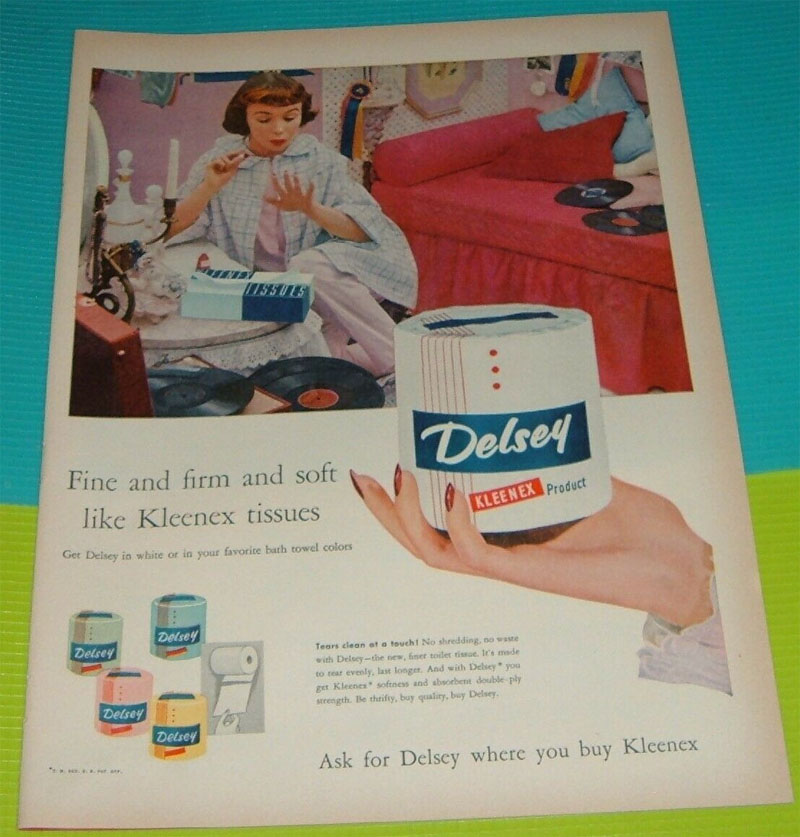 KLEENEX
TISSUES
Delsey
KLEENEX Product
Fine and firm and soft
like Kleenex tissues
Get Delsey in white or in your favorite bath towel colors
Delsey
Delsey
Delsey
Delsey
Tears clean at a touch! No shredding, no waste
with Delsey—the new, finer toilet tissue. It's made
to tear evenly, last longer. And with Delsey* you
get Kleenex* softness and absorbent double-ply
strength. Be thrifty, buy quality, buy Delsey.
Ask for Delsey where you buy Kleenex
*T. M. REG. U. S. PAT. OFF.